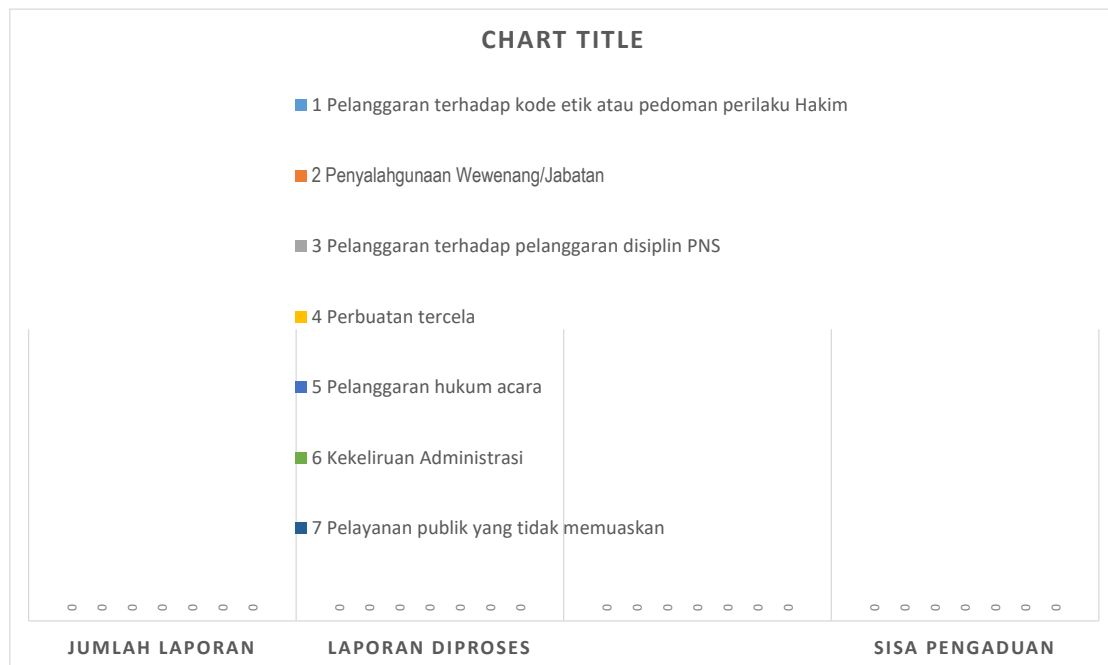 CHART TITLE
1 Pelanggaran terhadap kode etik atau pedoman perilaku Hakim
2 Penyalahgunaan Wewenang/Jabatan
3 Pelanggaran terhadap pelanggaran disiplin PNS
4 Perbuatan tercela
5 Pelanggaran hukum acara
6 Kekeliruan Administrasi
7 Pelayanan publik yang tidak memuaskan
0 0 0 0 0 0 0 0 0 0 0 0 0 0 0 0 0 0 0 0 0 0 0 0 0 0 0 0
JUMLAH LAPORAN LAPORAN DIPROSES SISA PENGADUAN